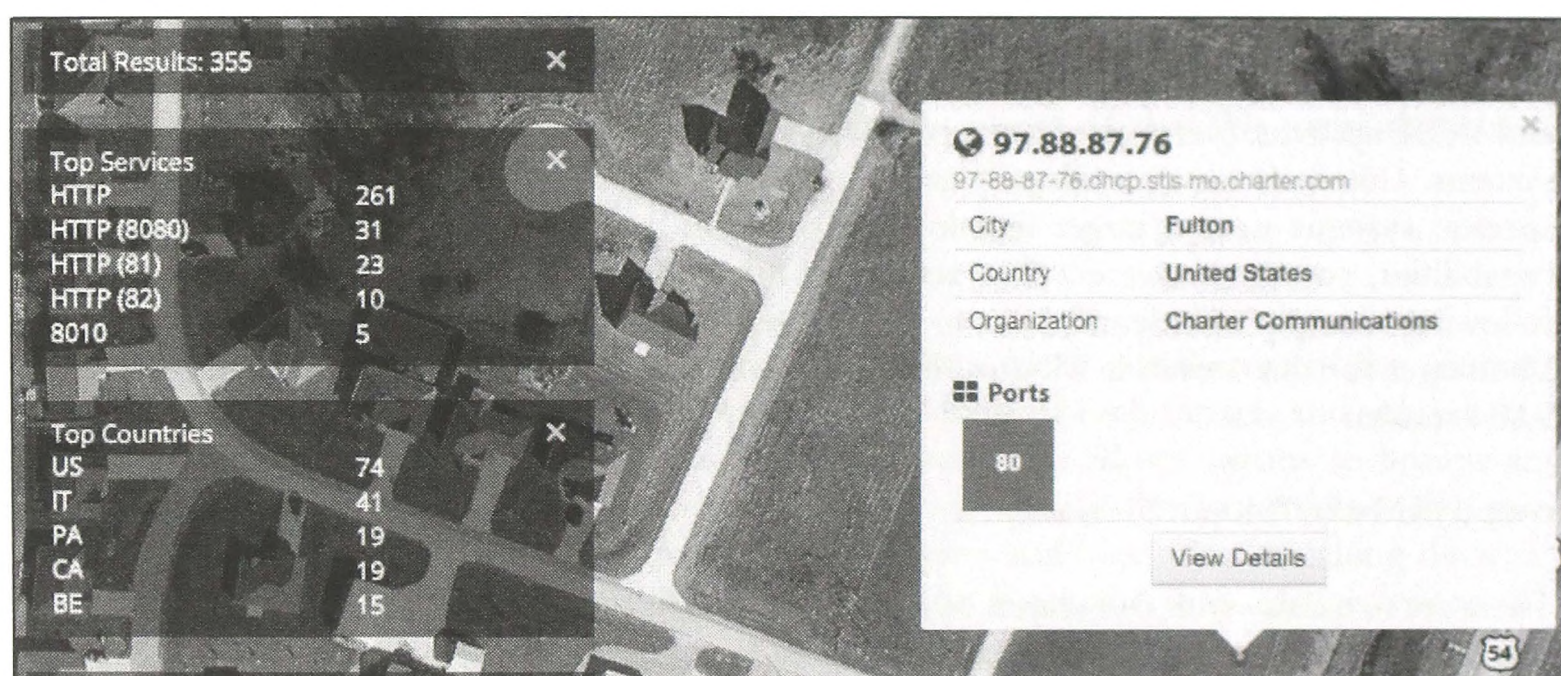 Total Results: 355 ×
Top Services ×
HTTP 261
HTTP (8080) 31
HTTP (81) 23
HTTP (82) 10
8010 5
Top Countries ×
US 74
IT 41
PA 19
CA 19
BE 15
×
97.88.87.76
97-88-87-76.dhcp.stls.mo.charter.com
City Fulton
Country United States
Organization Charter Communications
Ports
80
View Details
54